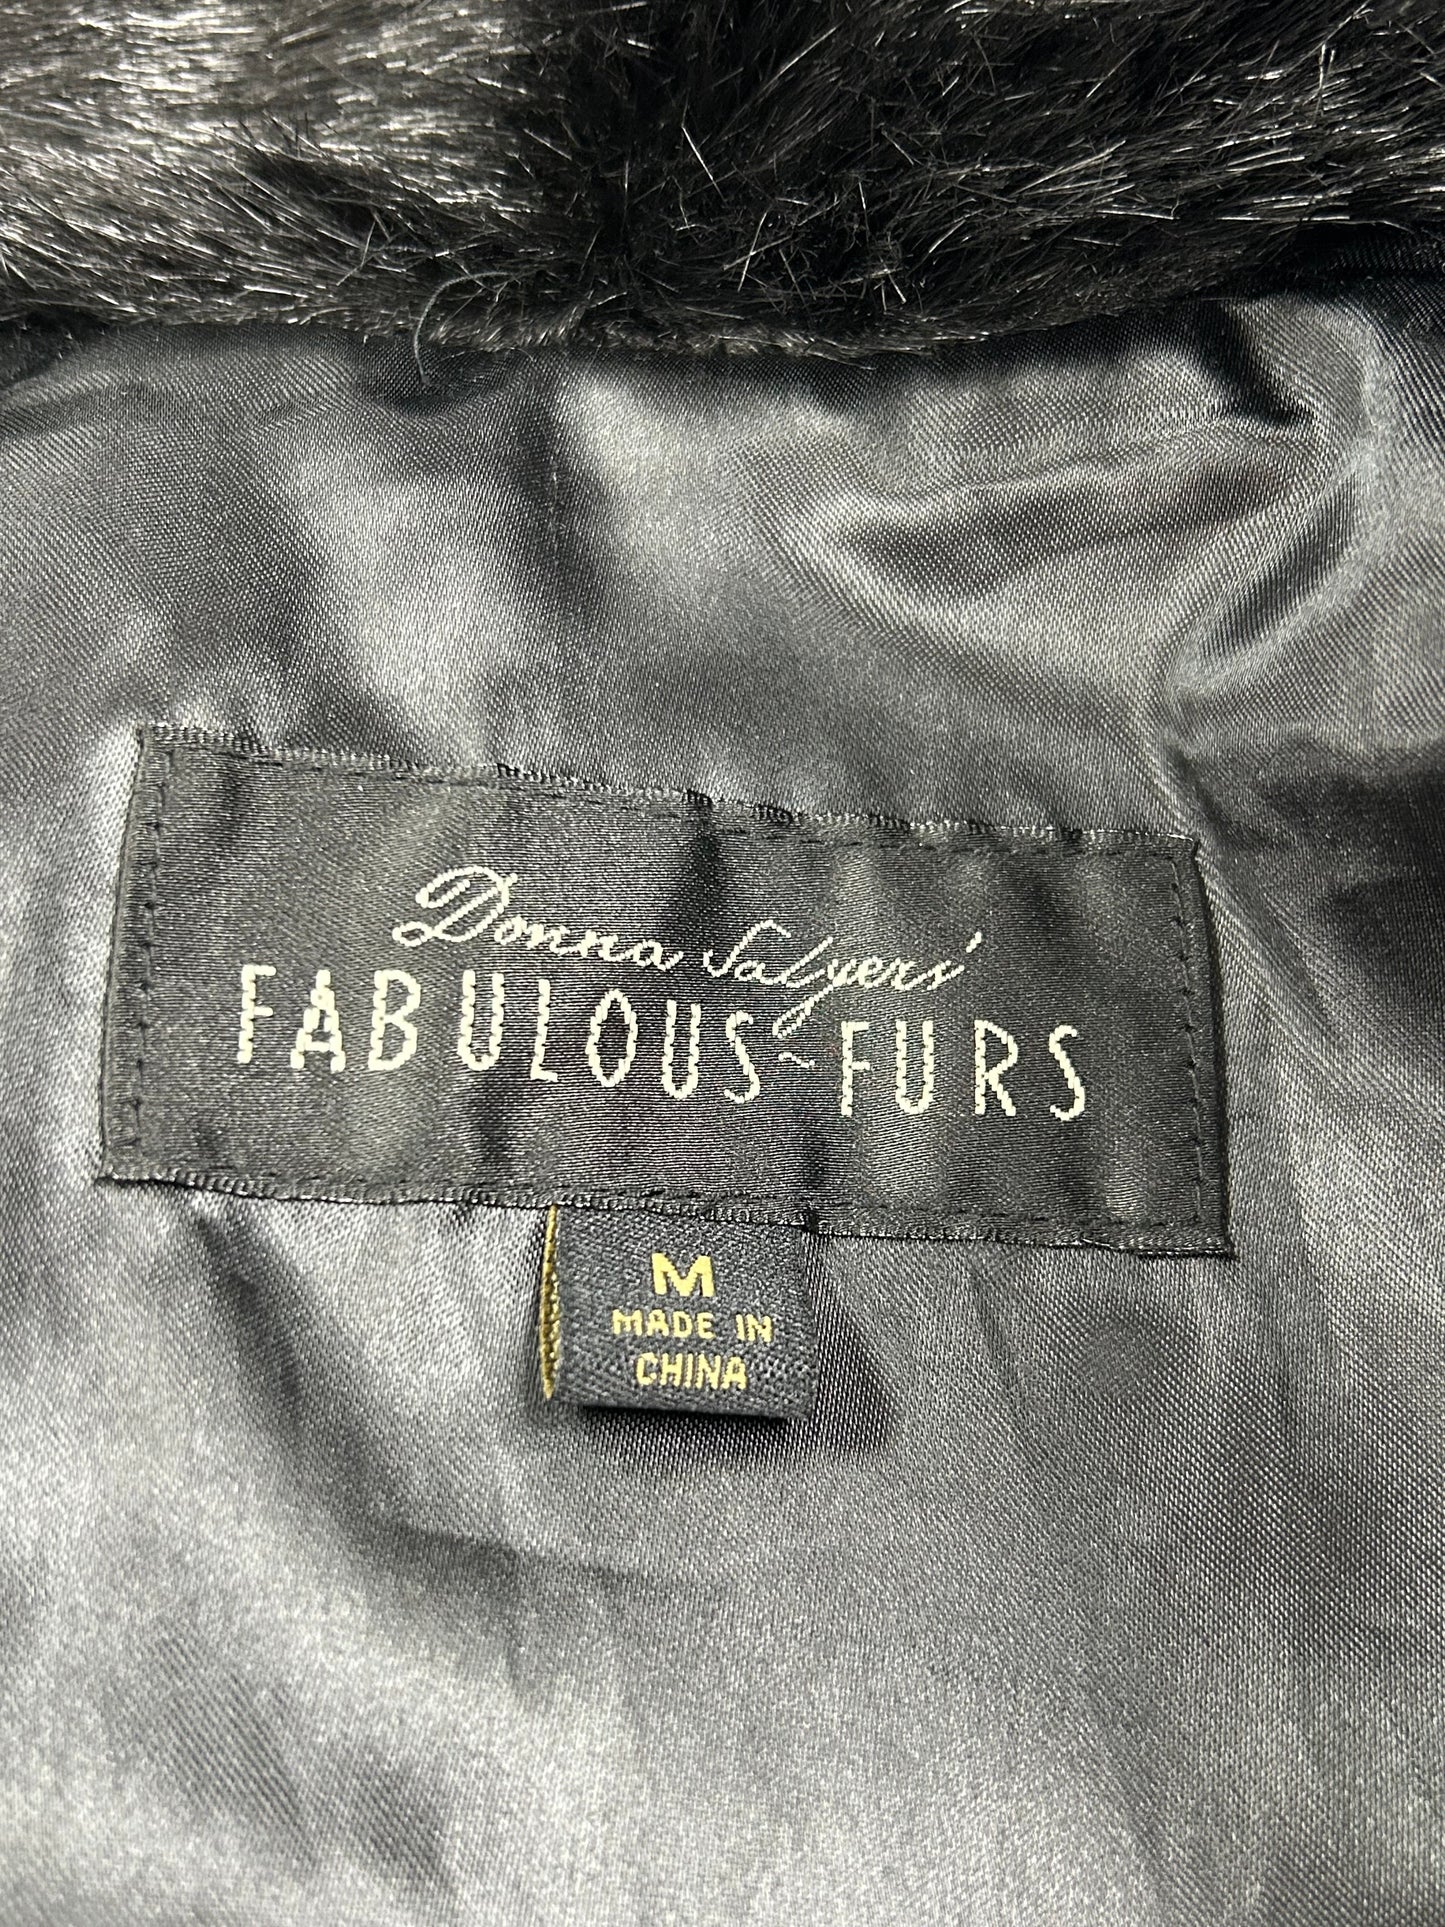 Donna Salyers'
FABULOUS-FURS
M
MADE IN
CHINA